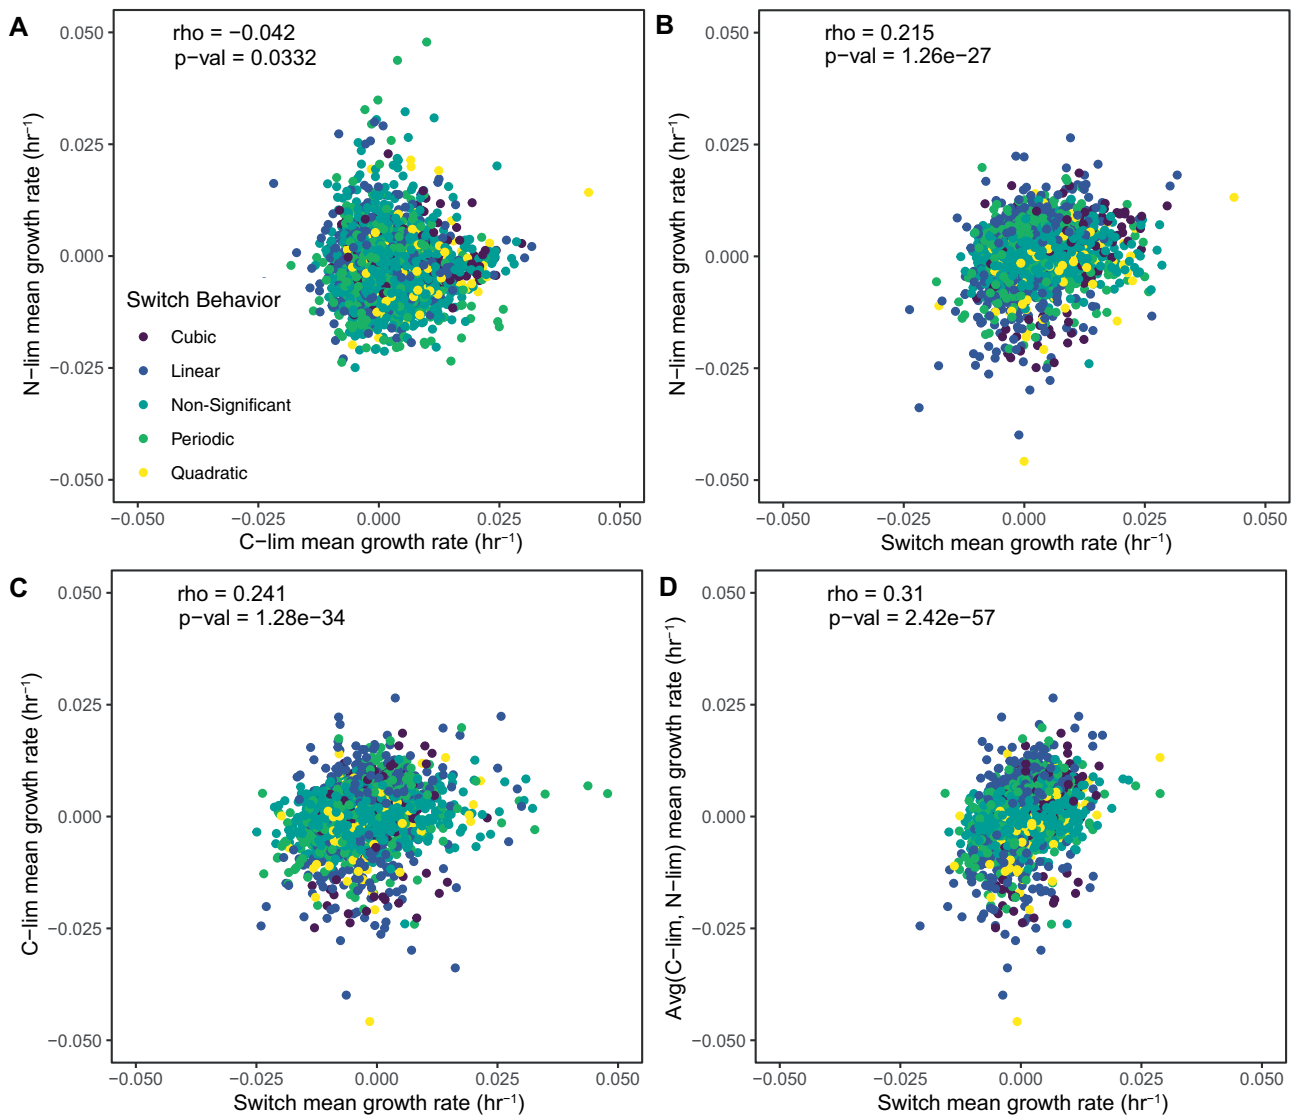 A
rho = −0.042
p−val = 0.0332
0.050
0.025
0.000
−0.025
−0.050
N−lim mean growth rate (hr⁻¹)
Switch Behavior
Cubic
Linear
Non-Significant
Periodic
Quadratic
−0.050 −0.025 0.000 0.025 0.050
C−lim mean growth rate (hr⁻¹)
B
rho = 0.215
p−val = 1.26e−27
0.050
0.025
0.000
−0.025
−0.050
N−lim mean growth rate (hr⁻¹)
−0.050 −0.025 0.000 0.025 0.050
Switch mean growth rate (hr⁻¹)
C
rho = 0.241
p−val = 1.28e−34
0.050
0.025
0.000
−0.025
−0.050
C−lim mean growth rate (hr⁻¹)
−0.050 −0.025 0.000 0.025 0.050
Switch mean growth rate (hr⁻¹)
D
rho = 0.31
p−val = 2.42e−57
0.050
0.025
0.000
−0.025
−0.050
Avg(C−lim, N−lim) mean growth rate (hr⁻¹)
−0.050 −0.025 0.000 0.025 0.050
Switch mean growth rate (hr⁻¹)